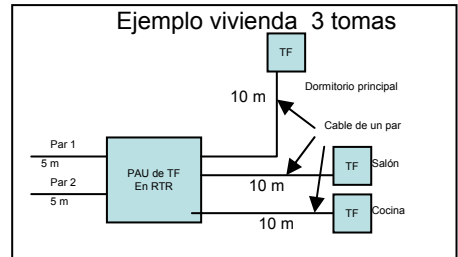 Ejemplo vivienda 3 tomas
TF
Dormitorio principal
10 m
Cable de un par
Par 1
5 m
PAU de TF
En RTR
TF
Salón
10 m
Par 2
5 m
TF
Cocina
10 m